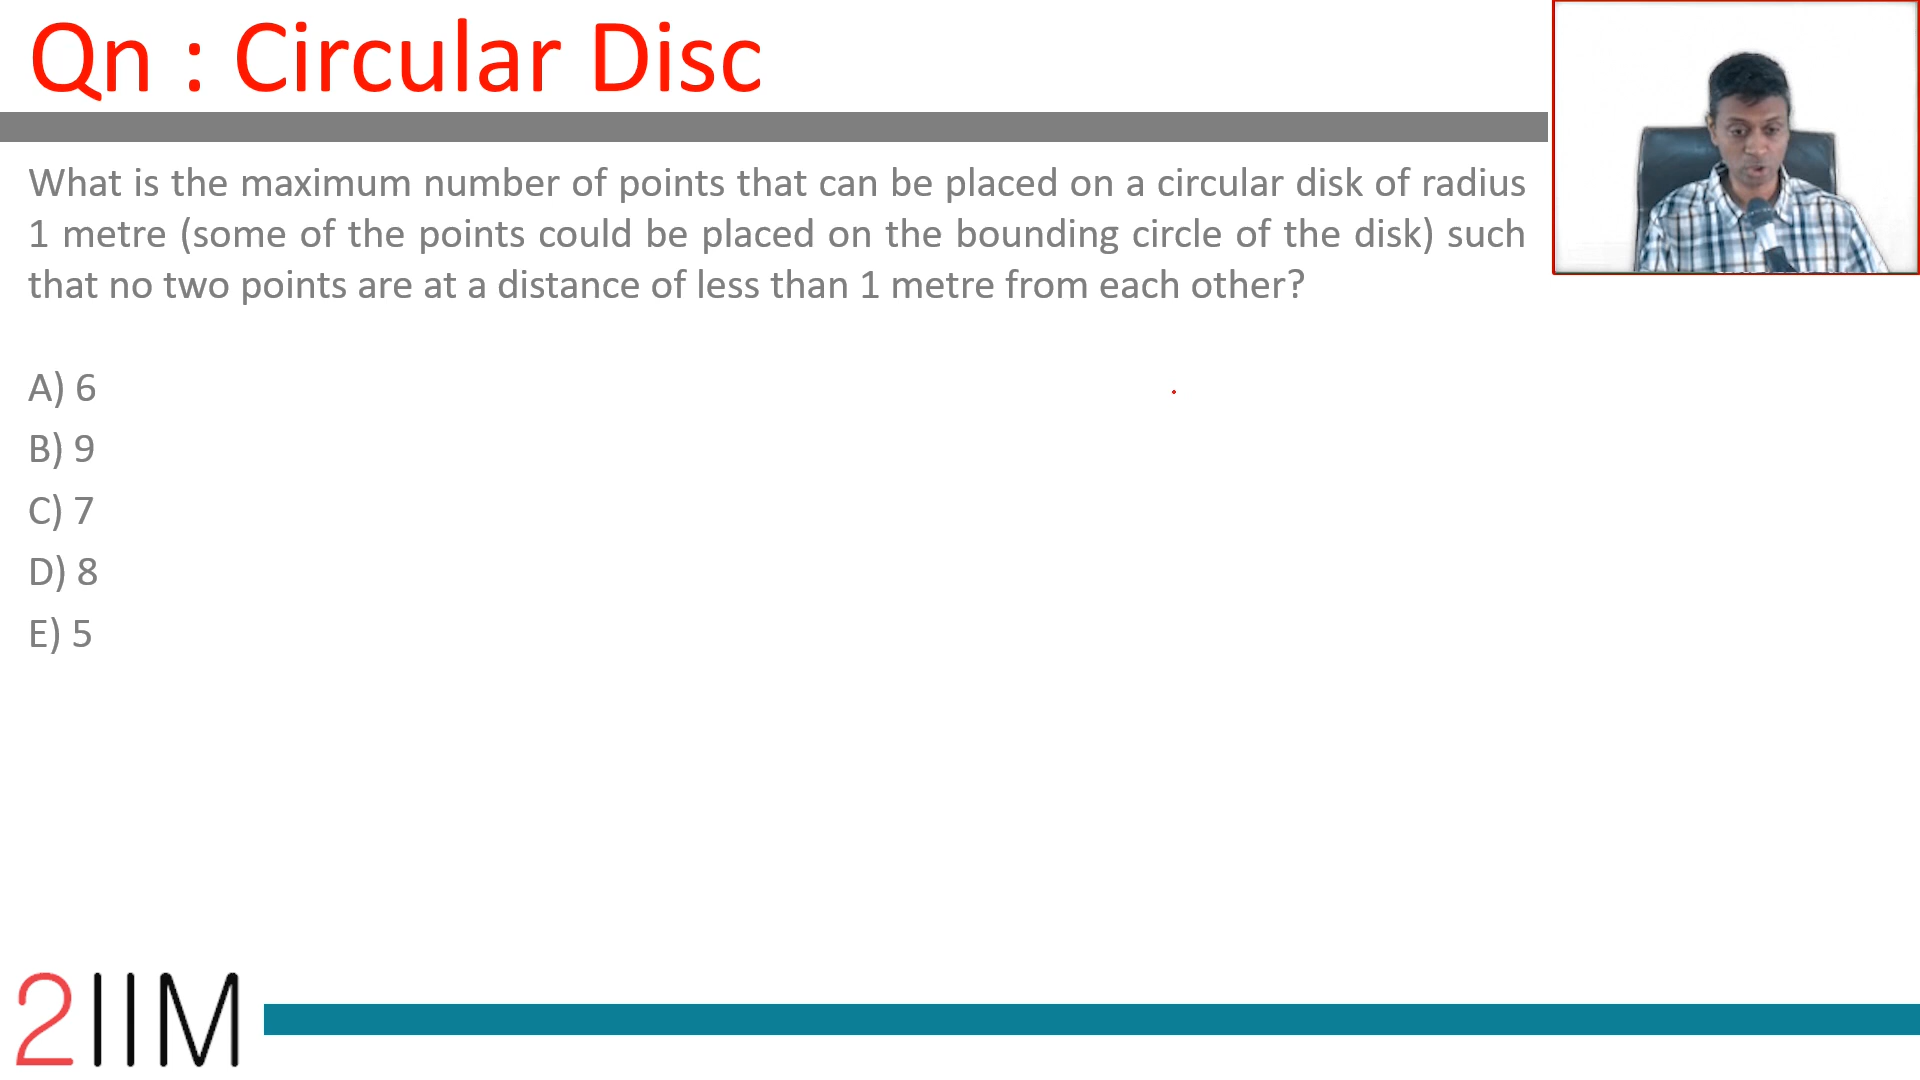 Qn : Circular Disc
What is the maximum number of points that can be placed on a circular disk of radius
1 metre (some of the points could be placed on the bounding circle of the disk) such
that no two points are at a distance of less than 1 metre from each other?
A) 6
B) 9
C) 7
D) 8
E) 5
2IIM